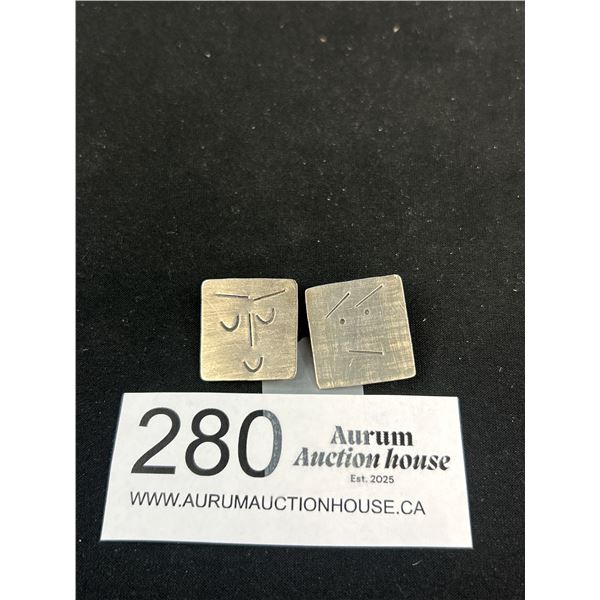 280
Aurum
Auction house
Est. 2025
WWW.AURUMAUCTIONHOUSE.CA